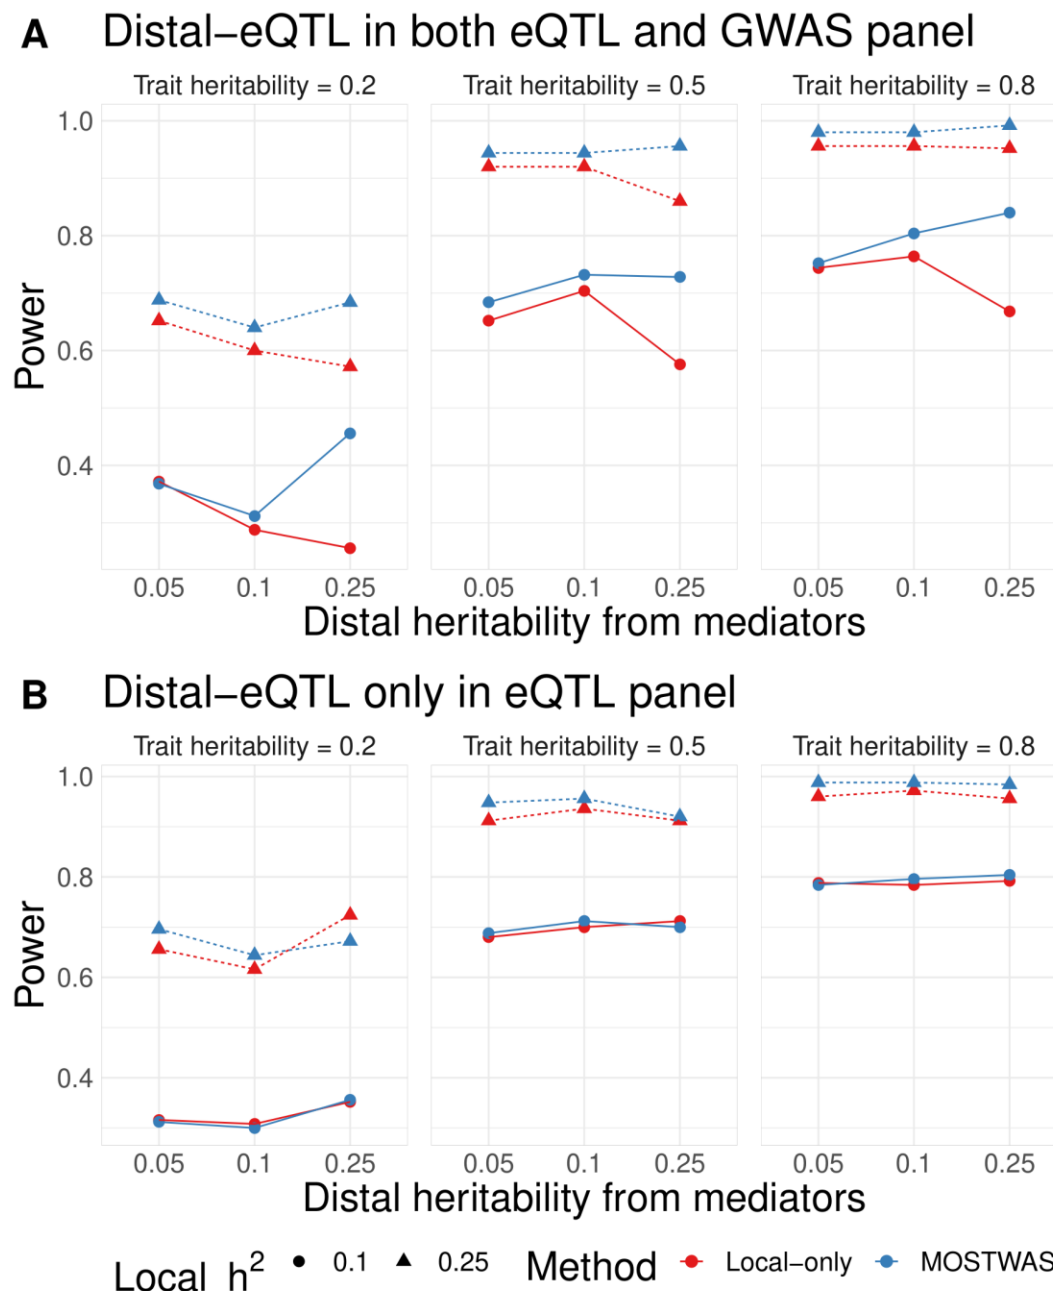 A Distal−eQTL in both eQTL and GWAS panel
Trait heritability = 0.2 Trait heritability = 0.5 Trait heritability = 0.8
1.0
0.8
0.6
0.4
Power
0.05 0.1 0.25 0.05 0.1 0.25 0.05 0.1 0.25
Distal heritability from mediators
B Distal−eQTL only in eQTL panel
Trait heritability = 0.2 Trait heritability = 0.5 Trait heritability = 0.8
1.0
0.8
0.6
0.4
Power
0.05 0.1 0.25 0.05 0.1 0.25 0.05 0.1 0.25
Distal heritability from mediators
Local h² 0.1 0.25 Method Local−only MOSTWAS